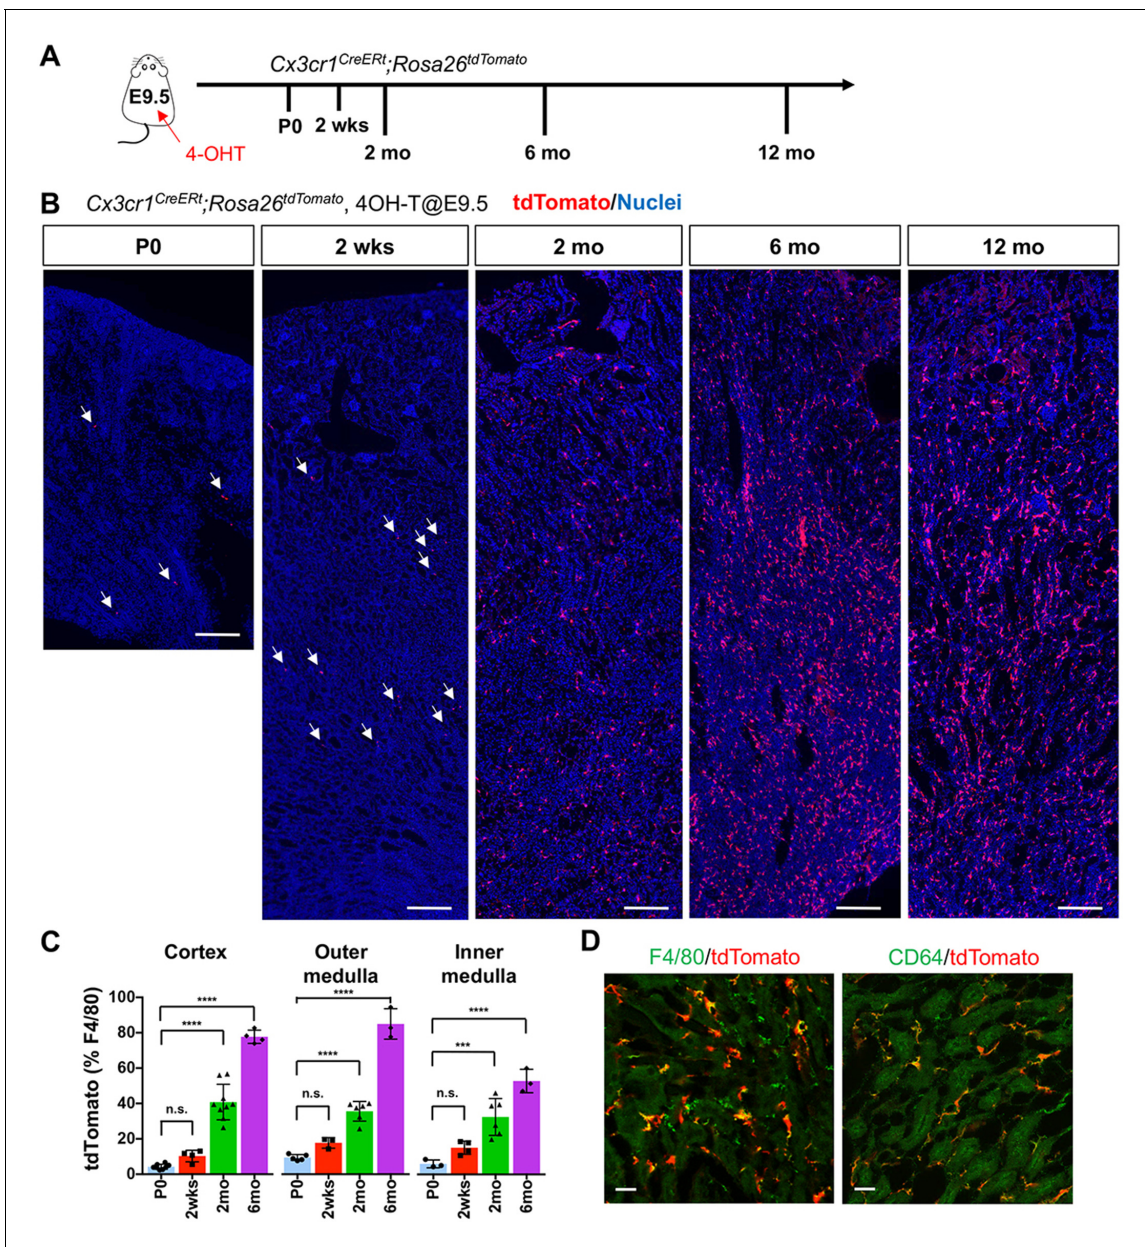 A
Cx3cr1CreERt;Rosa26tdTomato
E9.5
4-OHT
P0
2 wks
2 mo
6 mo
12 mo
B
Cx3cr1CreERt;Rosa26tdTomato, 4OH-T@E9.5 tdTomato/Nuclei
P0
2 wks
2 mo
6 mo
12 mo
C
Cortex
Outer
medulla
Inner
medulla
tdTomato (% F4/80)
100
80
60
40
20
0
****
****
n.s.
P0
2wks
2mo
6mo
****
****
n.s.
P0
2wks
2mo
6mo
****
***
n.s.
P0
2wks
2mo
6mo
D
F4/80/tdTomato
CD64/tdTomato